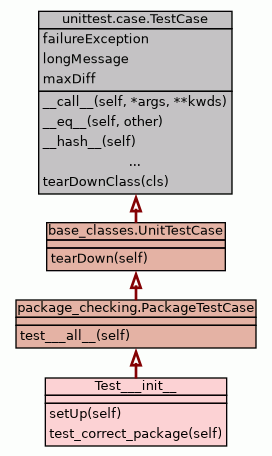 unittest.case.TestCase
failureException
longMessage
maxDiff
__call__(self, *args, **kwds)
__eq__(self, other)
__hash__(self)
...
tearDownClass(cls)
base_classes.UnitTestCase
tearDown(self)
package_checking.PackageTestCase
test___all__(self)
Test___init__
setUp(self)
test_correct_package(self)